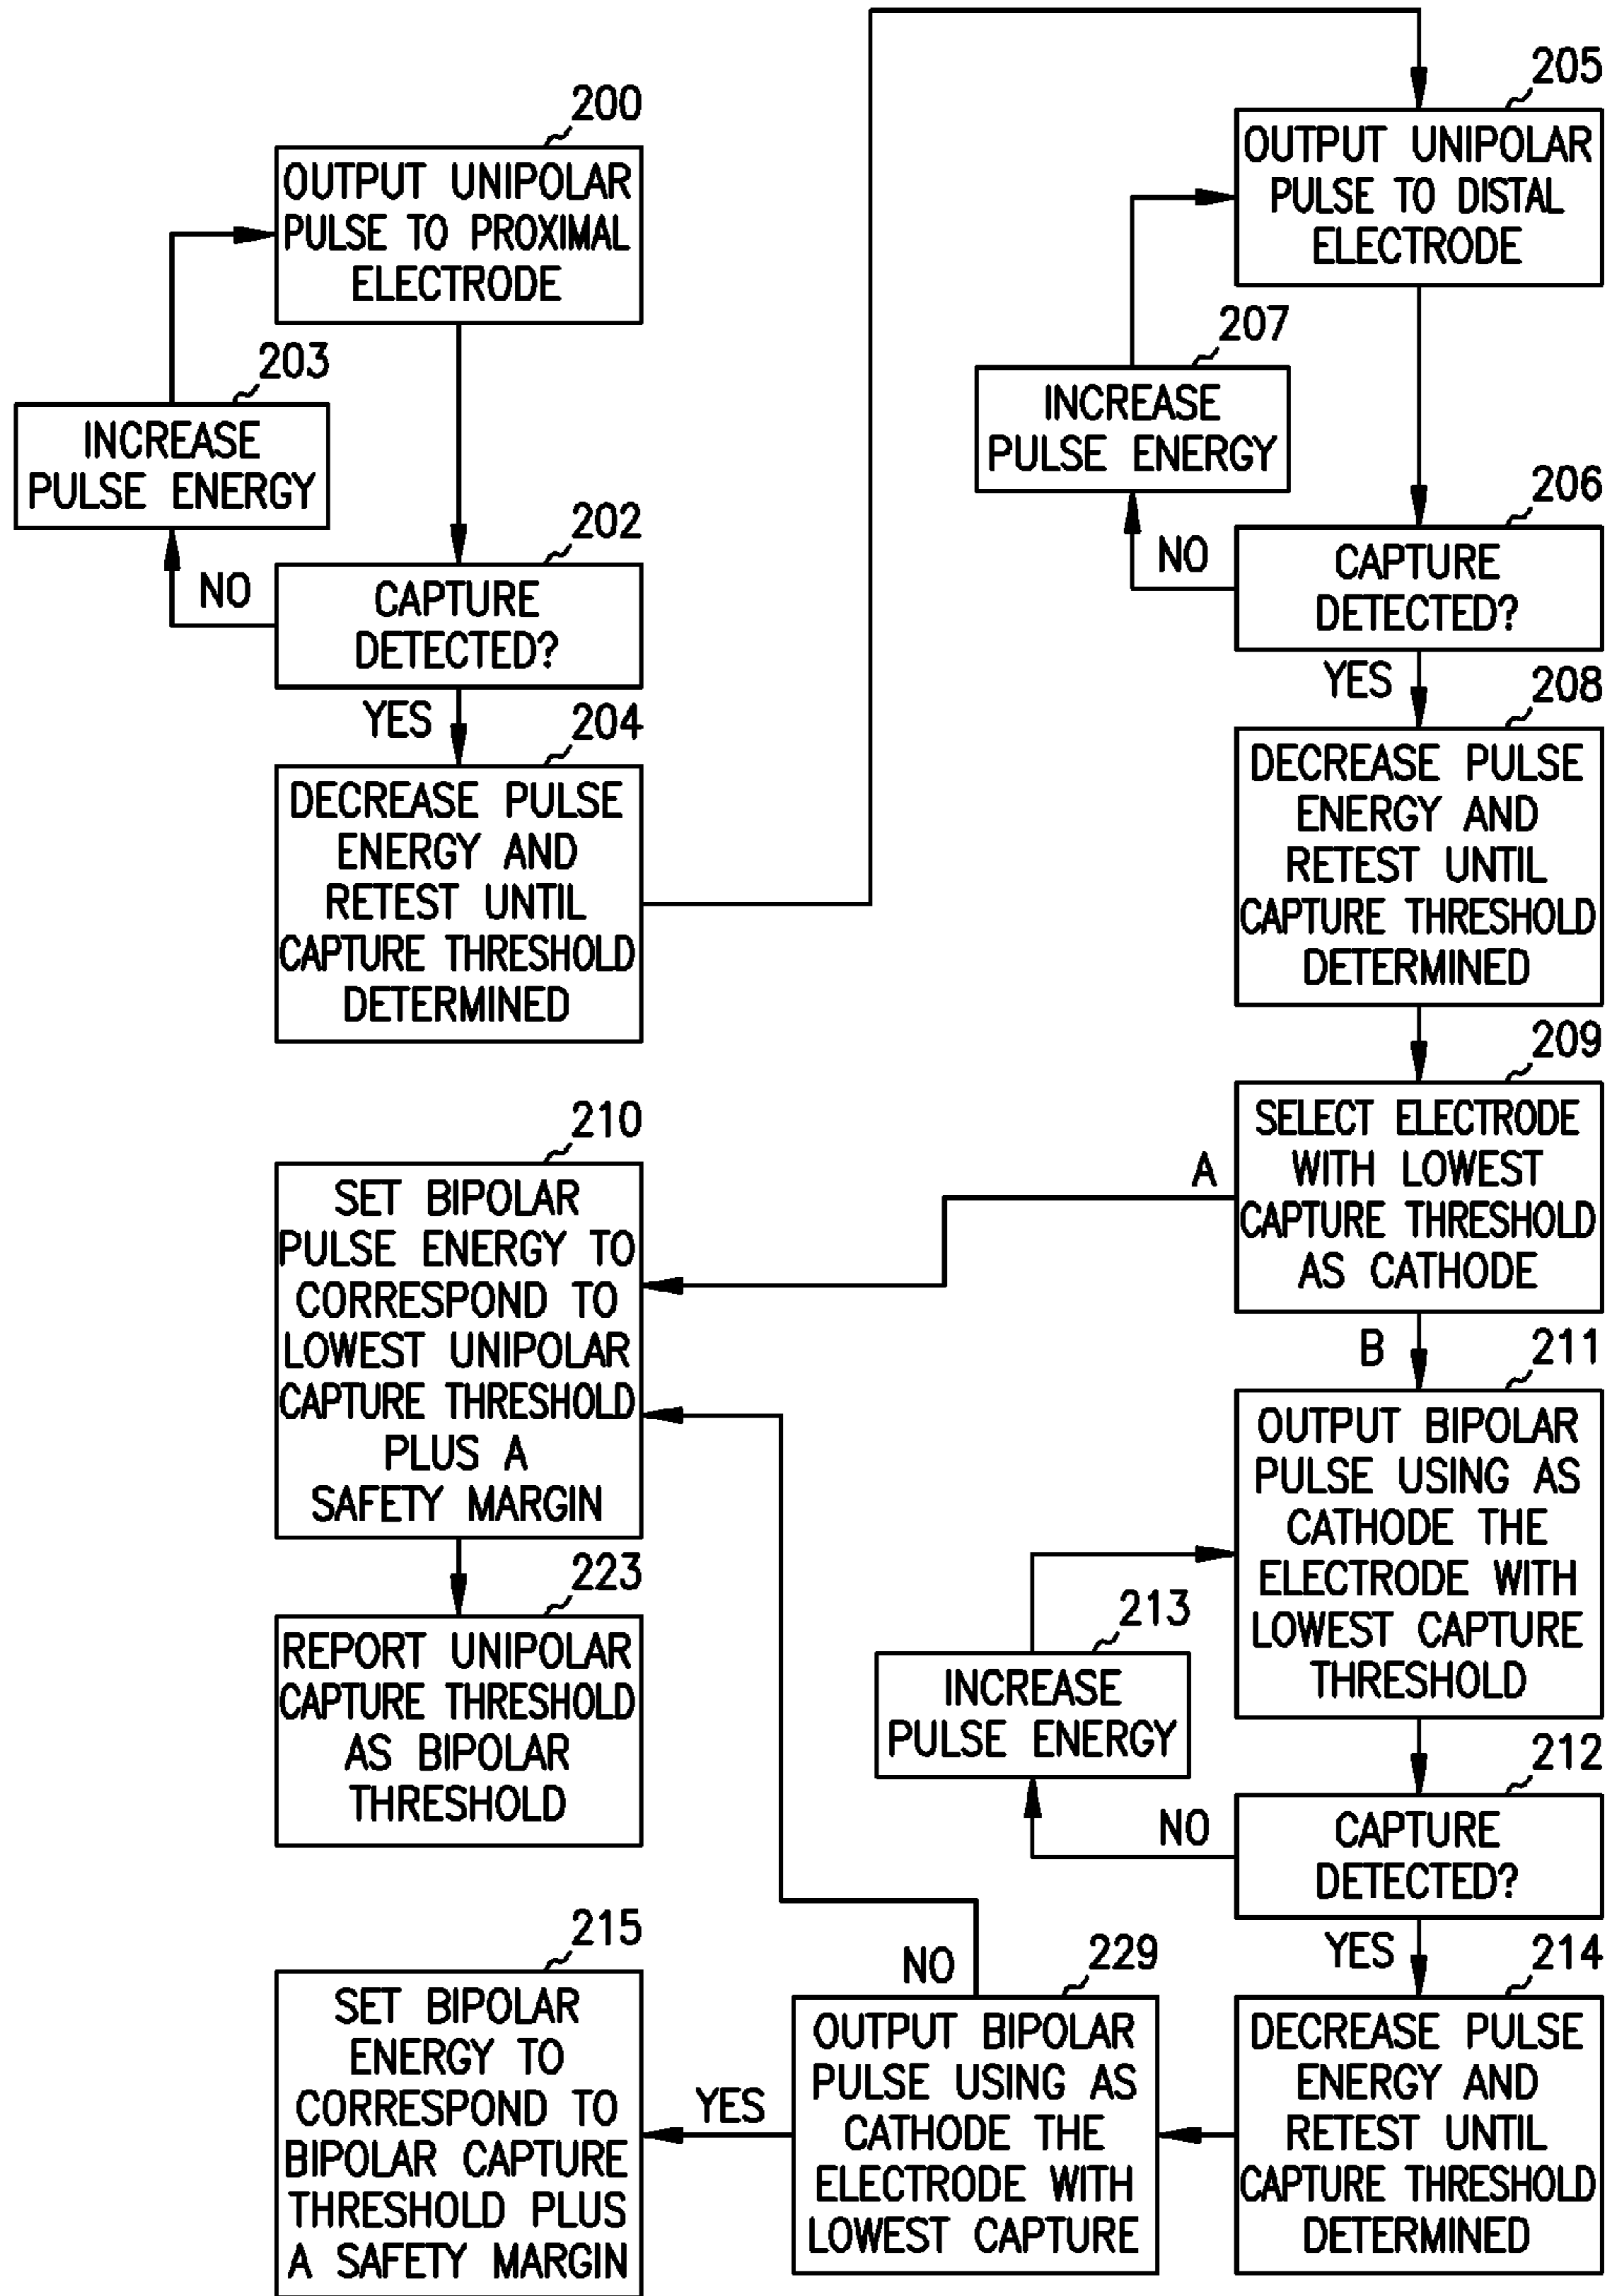 200
OUTPUT UNIPOLAR
PULSE TO PROXIMAL
ELECTRODE
203
INCREASE
PULSE ENERGY
202
NO
CAPTURE
DETECTED?
YES
204
DECREASE PULSE
ENERGY AND
RETEST UNTIL
CAPTURE THRESHOLD
DETERMINED
205
OUTPUT UNIPOLAR
PULSE TO DISTAL
ELECTRODE
207
INCREASE
PULSE ENERGY
206
NO
CAPTURE
DETECTED?
YES
208
DECREASE PULSE
ENERGY AND
RETEST UNTIL
CAPTURE THRESHOLD
DETERMINED
209
SELECT ELECTRODE
WITH LOWEST
CAPTURE THRESHOLD
AS CATHODE
A
B
210
SET BIPOLAR
PULSE ENERGY TO
CORRESPOND TO
LOWEST UNIPOLAR
CAPTURE THRESHOLD
PLUS A
SAFETY MARGIN
223
REPORT UNIPOLAR
CAPTURE THRESHOLD
AS BIPOLAR
THRESHOLD
211
OUTPUT BIPOLAR
PULSE USING AS
CATHODE THE
ELECTRODE WITH
LOWEST CAPTURE
THRESHOLD
213
INCREASE
PULSE ENERGY
212
NO
CAPTURE
DETECTED?
YES
214
DECREASE PULSE
ENERGY AND
RETEST UNTIL
CAPTURE THRESHOLD
DETERMINED
229
NO
OUTPUT BIPOLAR
PULSE USING AS
CATHODE THE
ELECTRODE WITH
LOWEST CAPTURE
YES
215
SET BIPOLAR
ENERGY TO
CORRESPOND TO
BIPOLAR CAPTURE
THRESHOLD PLUS
A SAFETY MARGIN